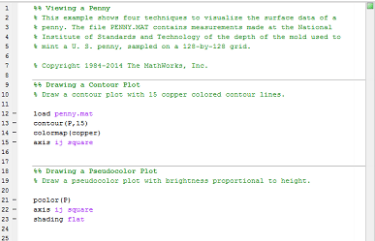 1 %% Viewing a Penny
2 % This example shows four techniques to visualize the surface data of a
3 % penny. The file PENNY.MAT contains measurements made at the National
4 % Institute of Standards and Technology of the depth of the mold used to
5 % mint a U. S. penny, sampled on a 128-by-128 grid.
6
7 % Copyright 1984-2014 The MathWorks, Inc.
8
9 %% Drawing a Contour Plot
10 % Draw a contour plot with 15 copper colored contour lines.
11
12 - load penny.mat
13 - contour(P,15)
14 - colormap(copper)
15 - axis ij square
16
17
18 %% Drawing a Pseudocolor Plot
19 % Draw a pseudocolor plot with brightness proportional to height.
20
21 - pcolor(P)
22 - axis ij square
23 - shading flat
24
25